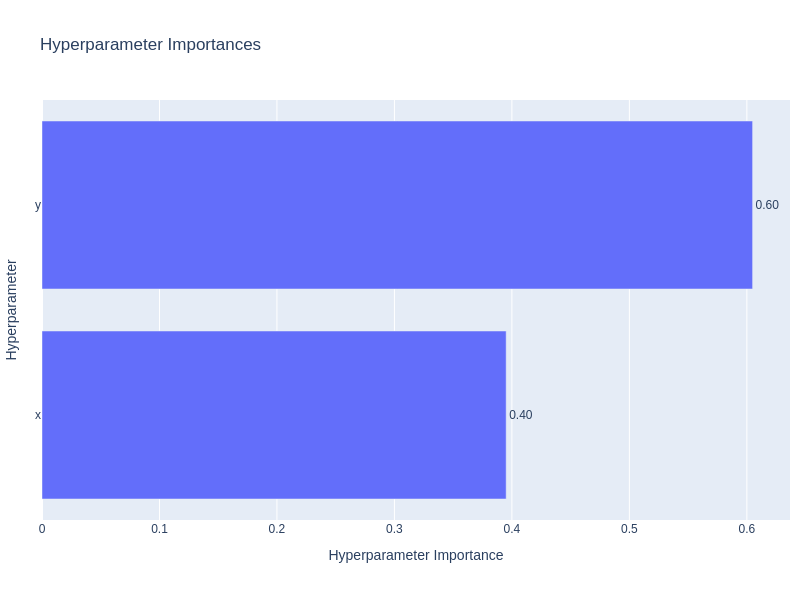 Hyperparameter Importances
y
0.60
Hyperparameter
x
0.40
0 0.1 0.2 0.3 0.4 0.5 0.6
Hyperparameter Importance